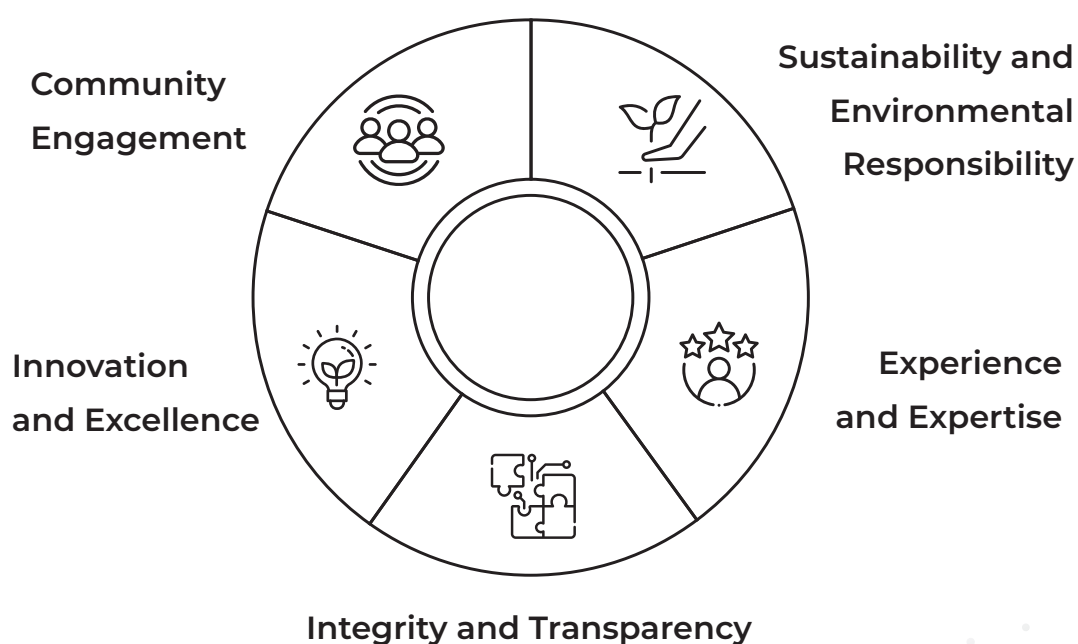 Community
Engagement
Sustainability and
Environmental
Responsibility
Innovation
and Excellence
Experience
and Expertise
Integrity and Transparency